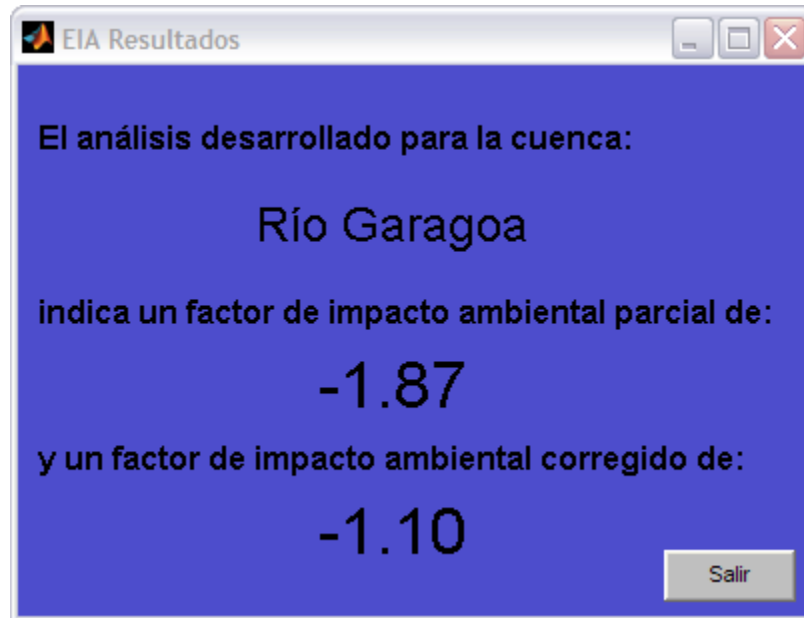 EIA Resultados
El análisis desarrollado para la cuenca:
Río Garagoa
indica un factor de impacto ambiental parcial de:
-1.87
y un factor de impacto ambiental corregido de:
-1.10
Salir